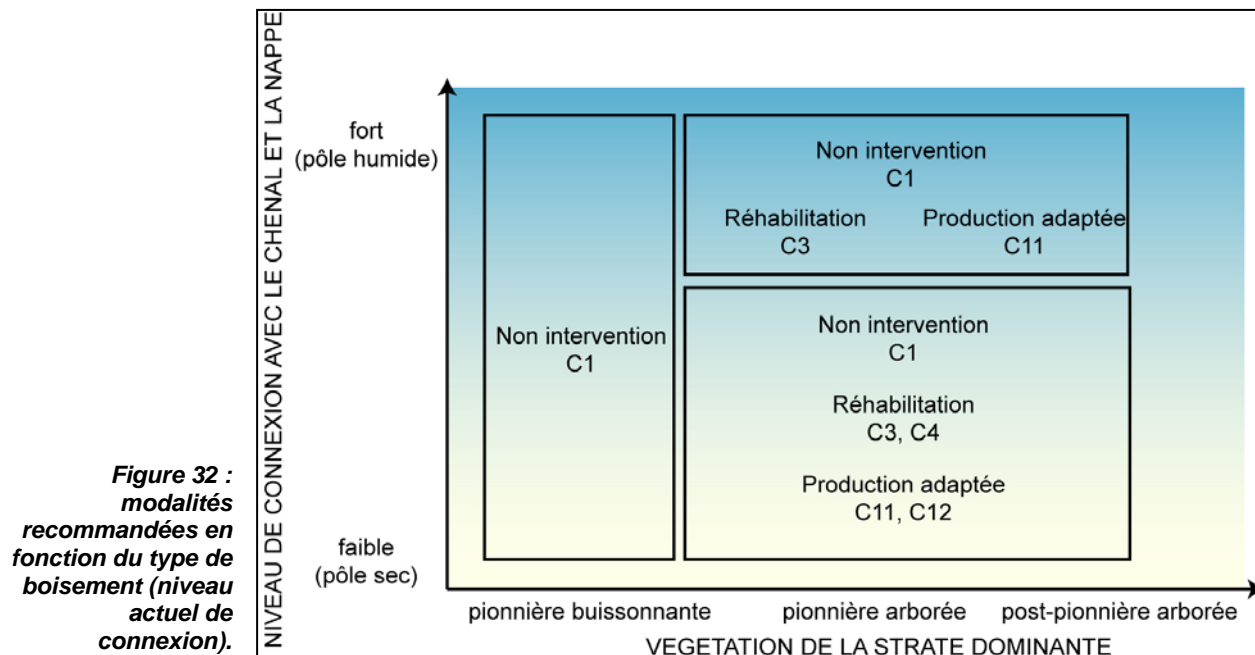 NIVEAU DE CONNEXION AVEC LE CHENAL ET LA NAPPE
fort
(pôle humide)
faible
(pôle sec)
Non intervention
C1
Non intervention
C1
Réhabilitation
C3
Production adaptée
C11
Non intervention
C1
Réhabilitation
C3, C4
Production adaptée
C11, C12
pionnière buissonnante
pionnière arborée
post-pionnière arborée
VEGETATION DE LA STRATE DOMINANTE
Figure 32 :
modalités
recommandées en
fonction du type de
boisement (niveau
actuel de
connexion).